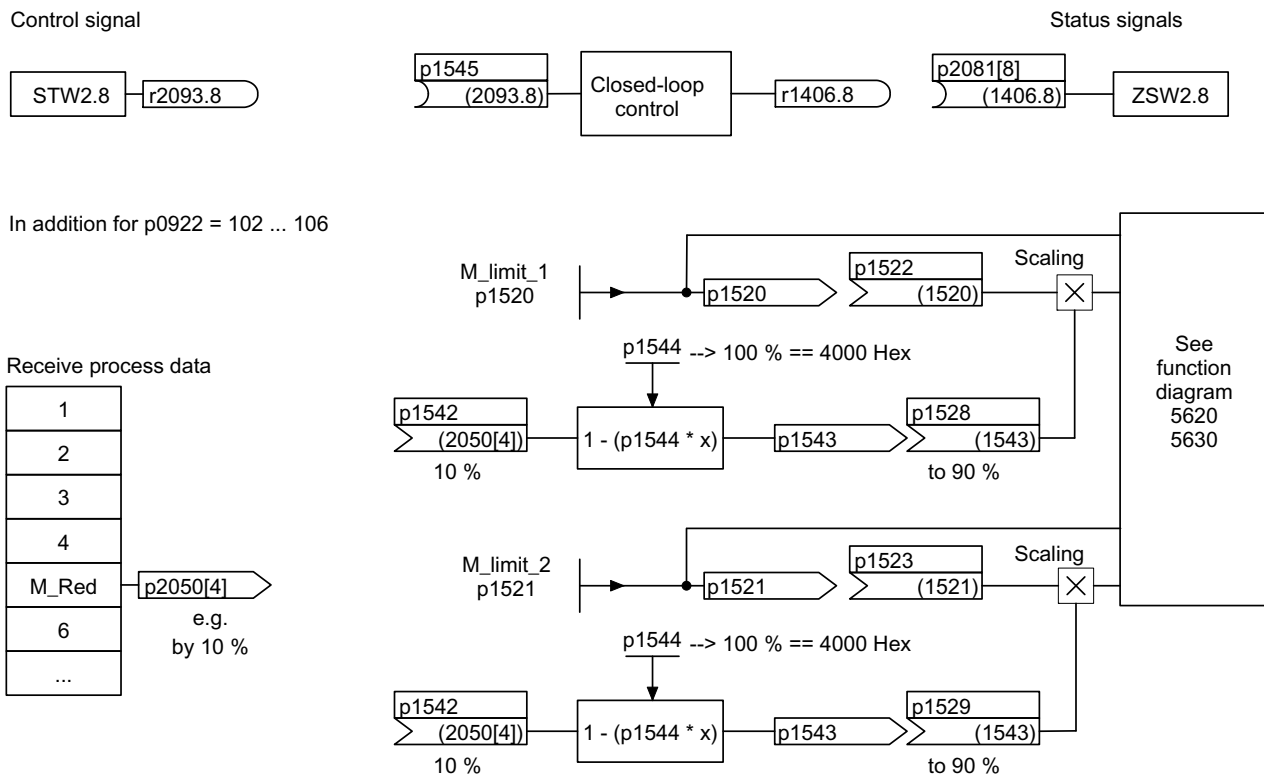 Control signal
Status signals
STW2.8
r2093.8
p1545
(2093.8)
Closed-loop
control
r1406.8
p2081[8]
(1406.8)
ZSW2.8
In addition for p0922 = 102 ... 106
M_limit_1
p1520
p1520
p1522
(1520)
Scaling
p1544 --> 100 % == 4000 Hex
p1542
(2050[4])
10 %
1 - (p1544 * x)
p1543
p1528
(1543)
to 90 %
See
function
diagram
5620
5630
Receive process data
1
2
3
4
M_Red
6
...
p2050[4]
e.g.
by 10 %
M_limit_2
p1521
p1521
p1523
(1521)
Scaling
p1544 --> 100 % == 4000 Hex
p1542
(2050[4])
10 %
1 - (p1544 * x)
p1543
p1529
(1543)
to 90 %